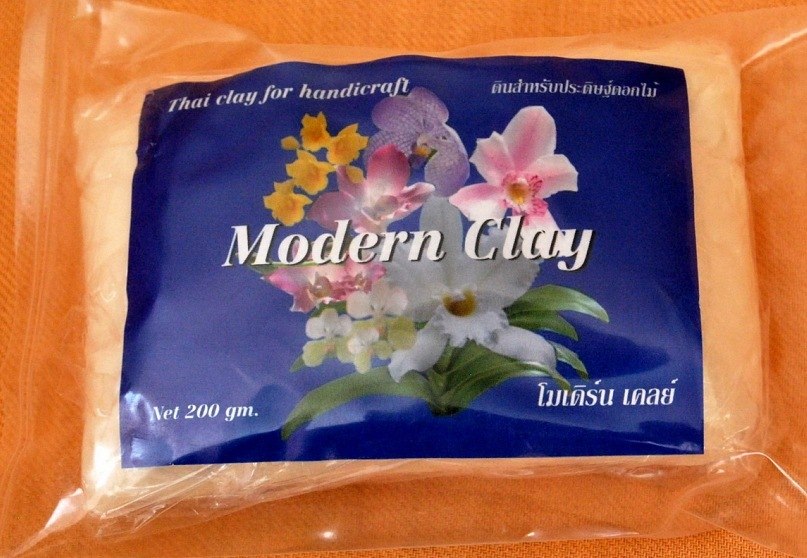 Thai clay for handicraft
ดินสำหรับประดิษฐ์ดอกไม้
Modern Clay
Net 200 gm.
โมเดิร์น เคลย์